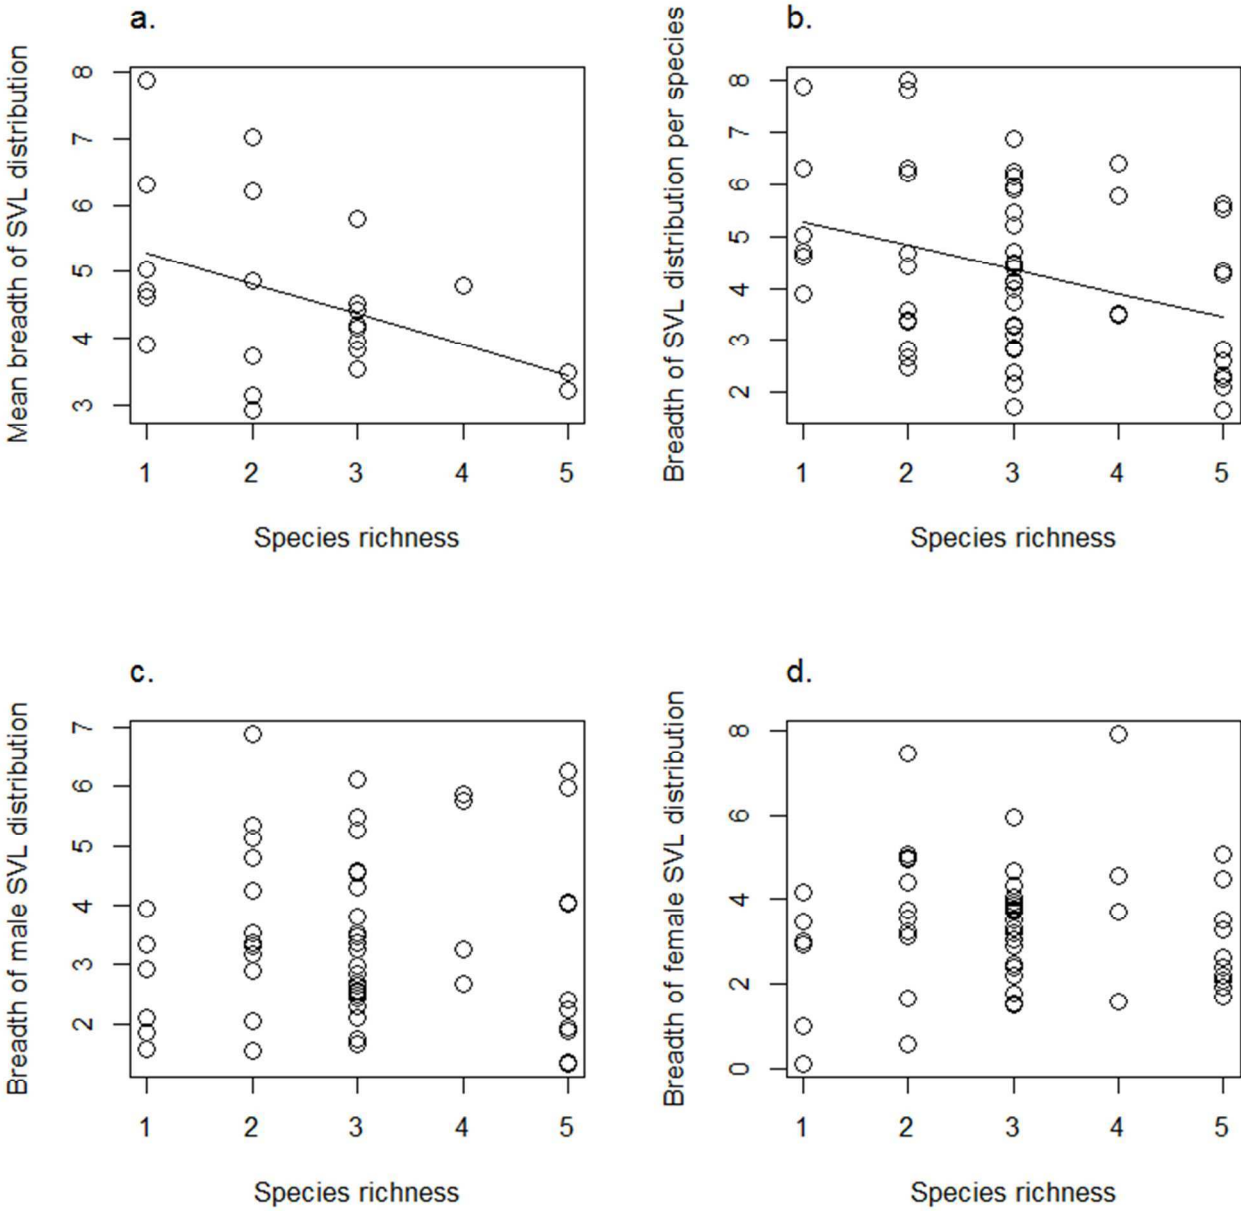 a.
Mean breadth of SVL distribution
8
7
6
5
4
3
1 2 3 4 5
Species richness
b.
Breadth of SVL distribution per species
8
7
6
5
4
3
2
1 2 3 4 5
Species richness
c.
Breadth of male SVL distribution
7
6
5
4
3
2
1 2 3 4 5
Species richness
d.
Breadth of female SVL distribution
8
6
4
2
0
1 2 3 4 5
Species richness